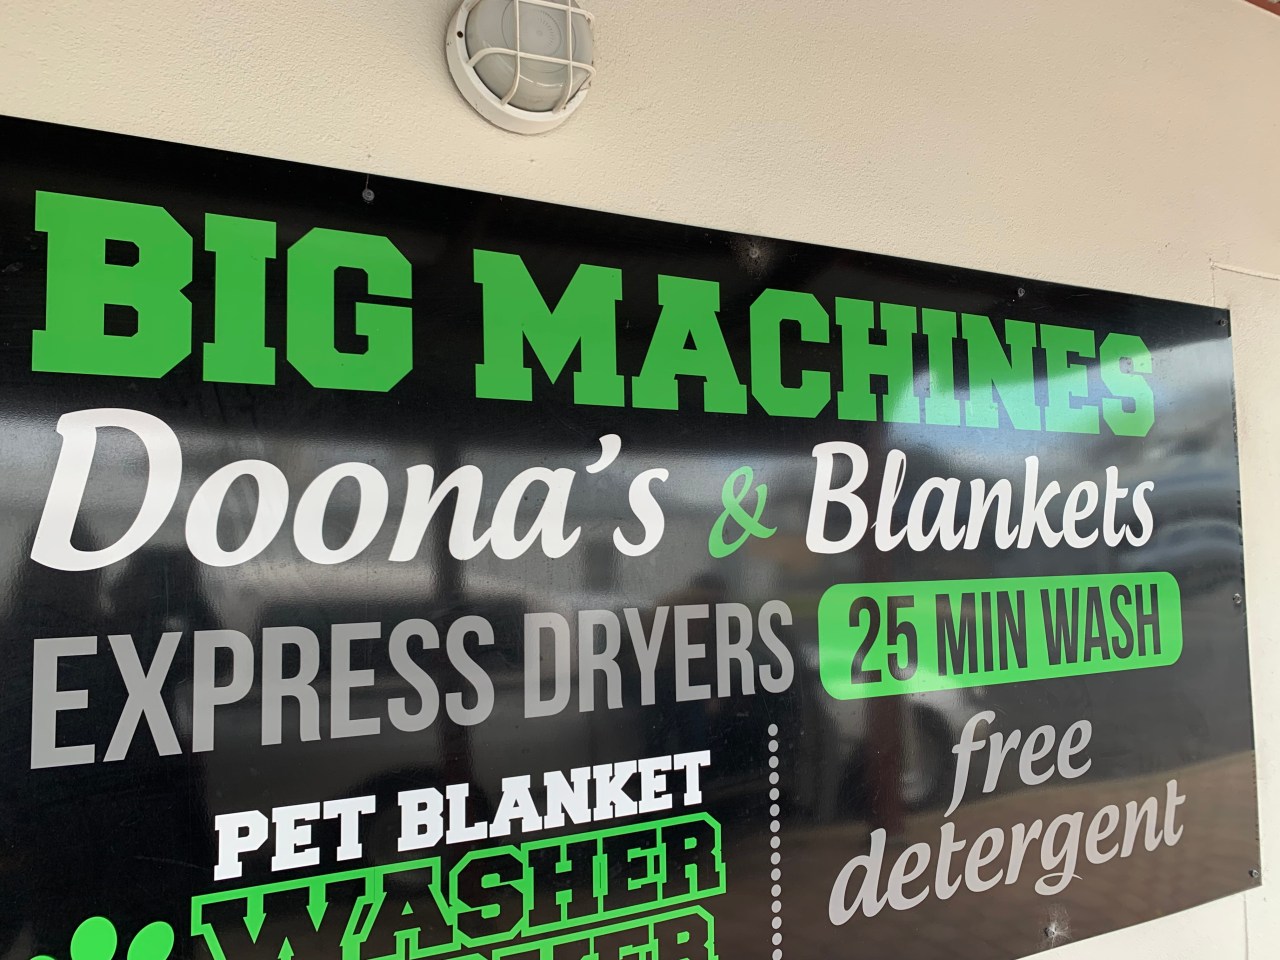 BIG MACHINES
Doona's & Blankets
EXPRESS DRYERS
25 MIN WASH
free
detergent
PET BLANKET
WASHER